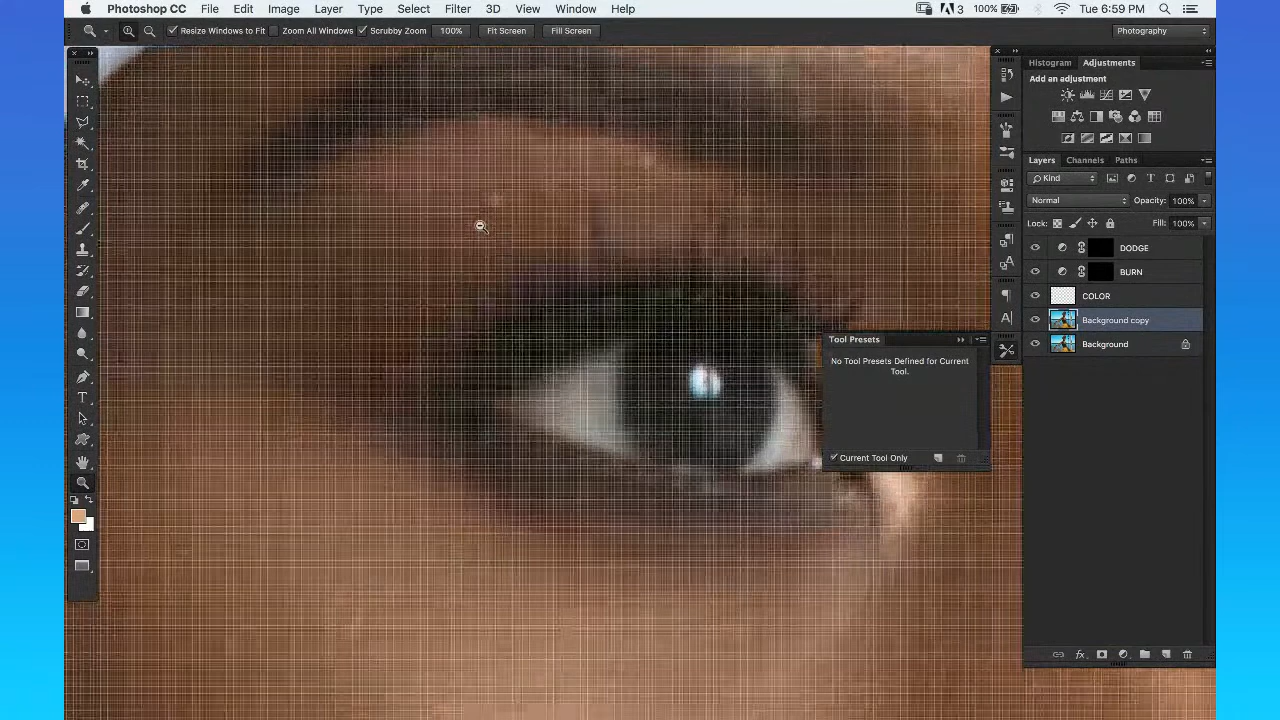 Photoshop CC File Edit Image Layer Type Select Filter 3D View Window Help 3 100% Tue 6:59 PM
Resize Windows to Fit Zoom All Windows Scrubby Zoom 100% Fit Screen Fill Screen Photography
Histogram Adjustments
Add an adjustment
Layers Channels Paths
Kind
Normal Opacity: 100%
Lock: Fill: 100%
DODGE
BURN
COLOR
Background copy
Background
Tool Presets
No Tool Presets Defined for Current
Tool.
Current Tool Only